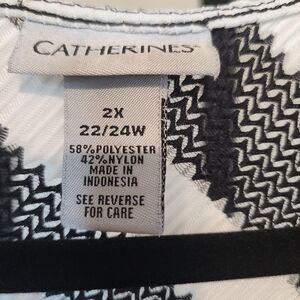 CATHERINES
2X
22/24W
58%POLYESTER
42%NYLON
MADE IN
INDONESIA
SEE REVERSE
FOR CARE